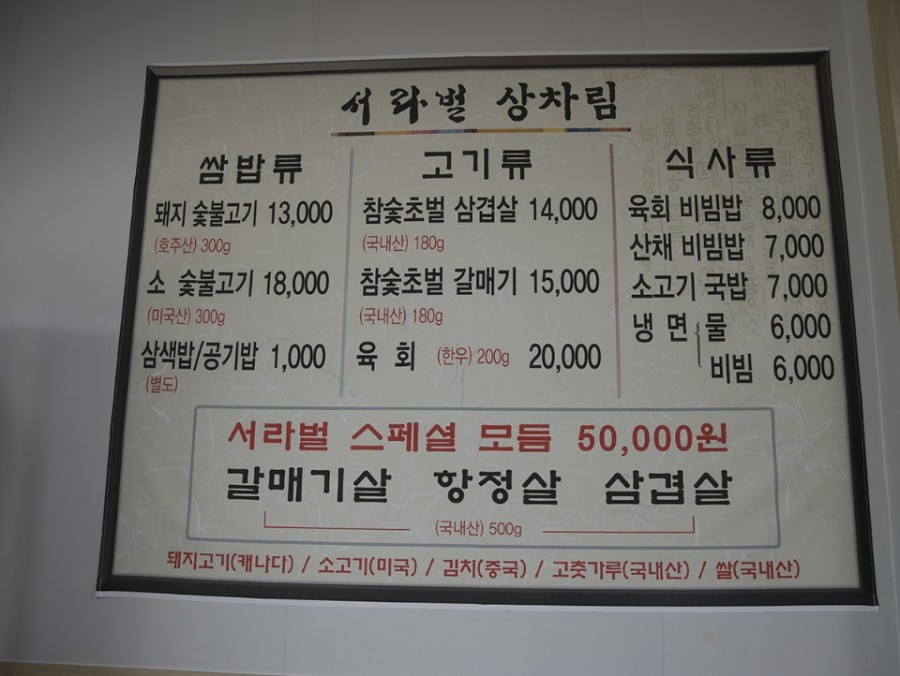 서라벌 상차림
쌈밥류
돼지 숯불고기 13,000
(호주산) 300g
소 숯불고기 18,000
(미국산) 300g
삼색밥/공기밥 1,000
(별도)
고기류
참숯초벌 삼겹살 14,000
(국내산) 180g
참숯초벌 갈매기 15,000
(국내산) 180g
육회 (한우) 200g 20,000
식사류
육회 비빔밥 8,000
산채 비빔밥 7,000
소고기 국밥 7,000
냉면 물 6,000
비빔 6,000
서라벌 스페셜 모듬 50,000원
갈매기살 항정살 삼겹살
(국내산) 500g
돼지고기(캐나다) / 소고기(미국) / 김치(중국) / 고춧가루(국내산) / 쌀(국내산)